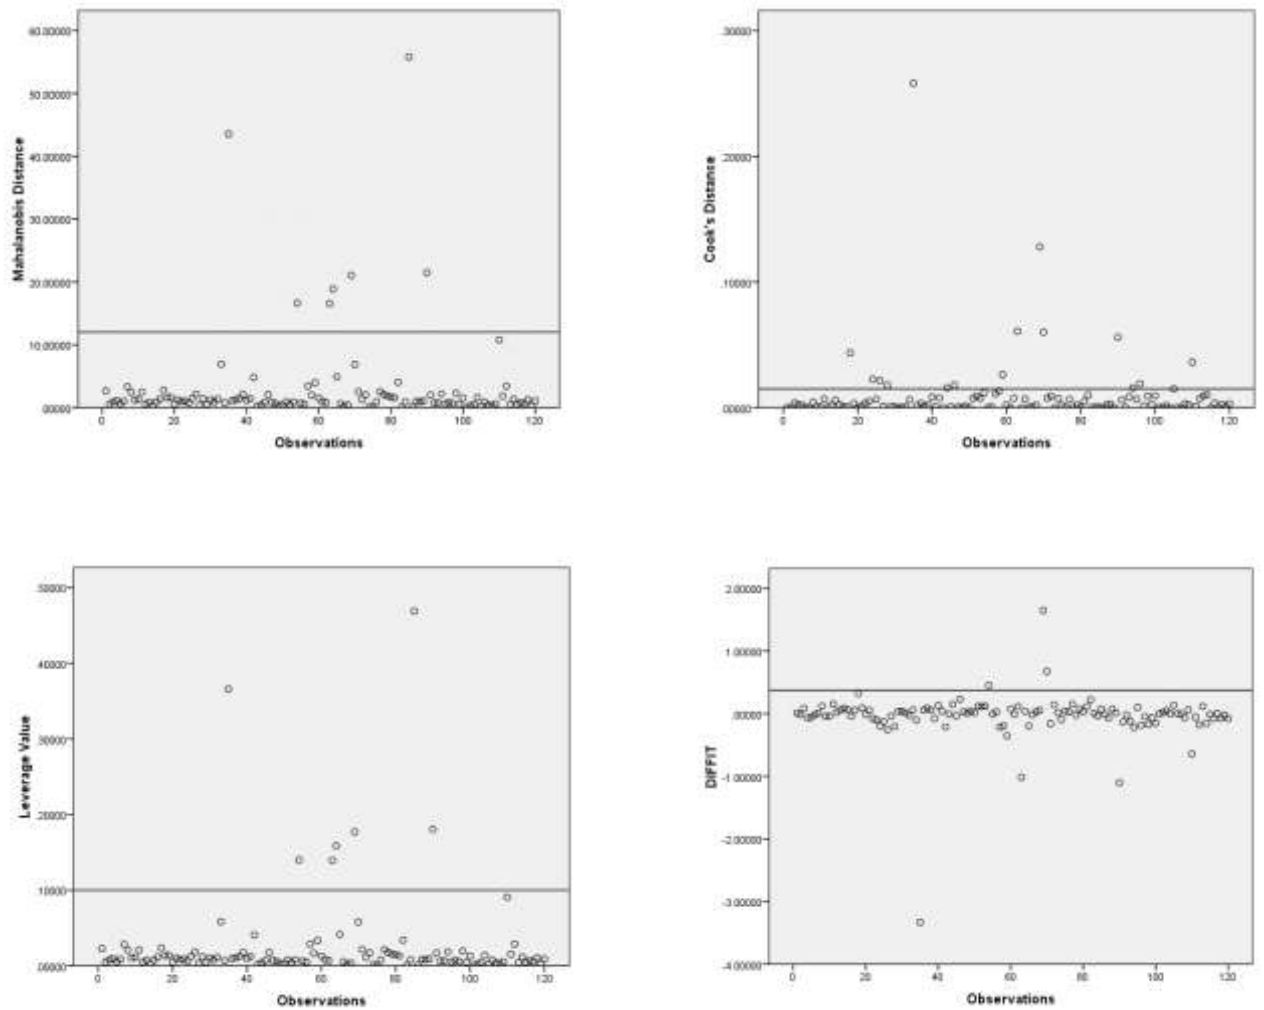 60.00000
50.00000
40.00000
30.00000
20.00000
10.00000
.00000
Mahalanobis Distance
0 20 40 60 80 100 120
Observations
.30000
.20000
.10000
.00000
Cook's Distance
0 20 40 60 80 100 120
Observations
.50000
.40000
.30000
.20000
.10000
.00000
Leverage Value
0 20 40 60 80 100 120
Observations
2.00000
1.00000
.00000
-1.00000
-2.00000
-3.00000
-4.00000
DIFFIT
0 20 40 60 80 100 120
Observations